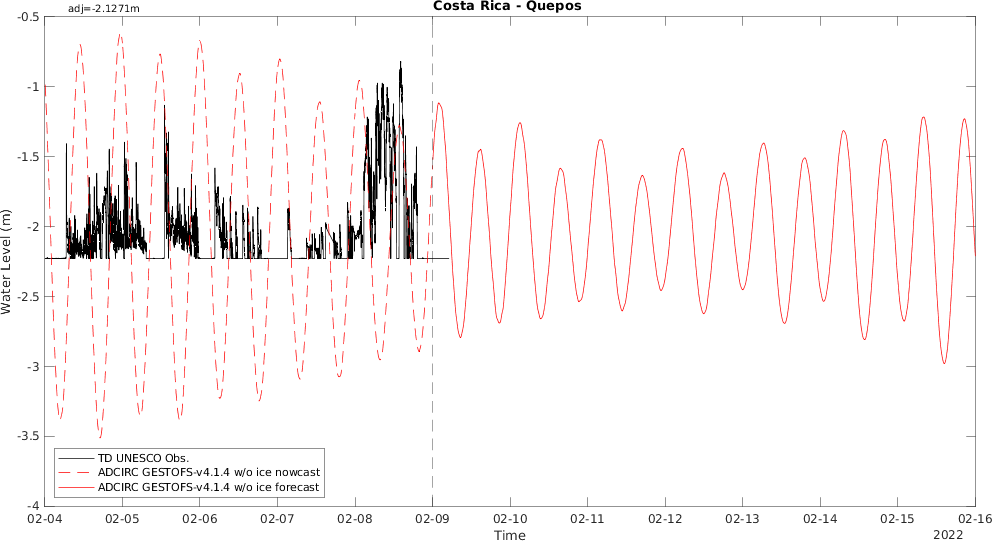 adj=-2.1271m
Costa Rica - Quepos
-0.5
-1
-1.5
-2
-2.5
-3
-3.5
-4
Water Level (m)
TD UNESCO Obs.
ADCIRC GESTOFS-v4.1.4 w/o ice nowcast
ADCIRC GESTOFS-v4.1.4 w/o ice forecast
02-04 02-05 02-06 02-07 02-08 02-09 02-10 02-11 02-12 02-13 02-14 02-15 02-16
Time
2022